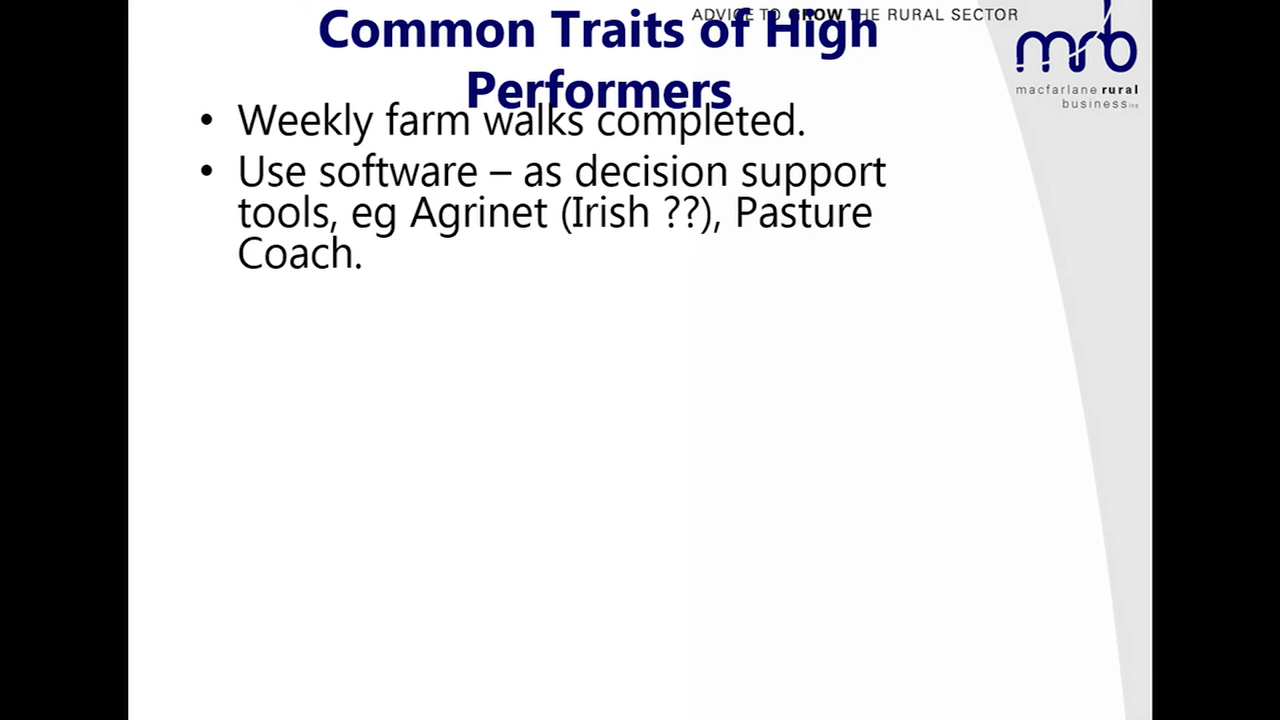 ADVICE TO GROW THE RURAL SECTOR
Common Traits of High
Performers
mrb
macfarlane rural
business ltd
• Weekly farm walks completed.
• Use software – as decision support
tools, eg Agrinet (Irish ??), Pasture
Coach.